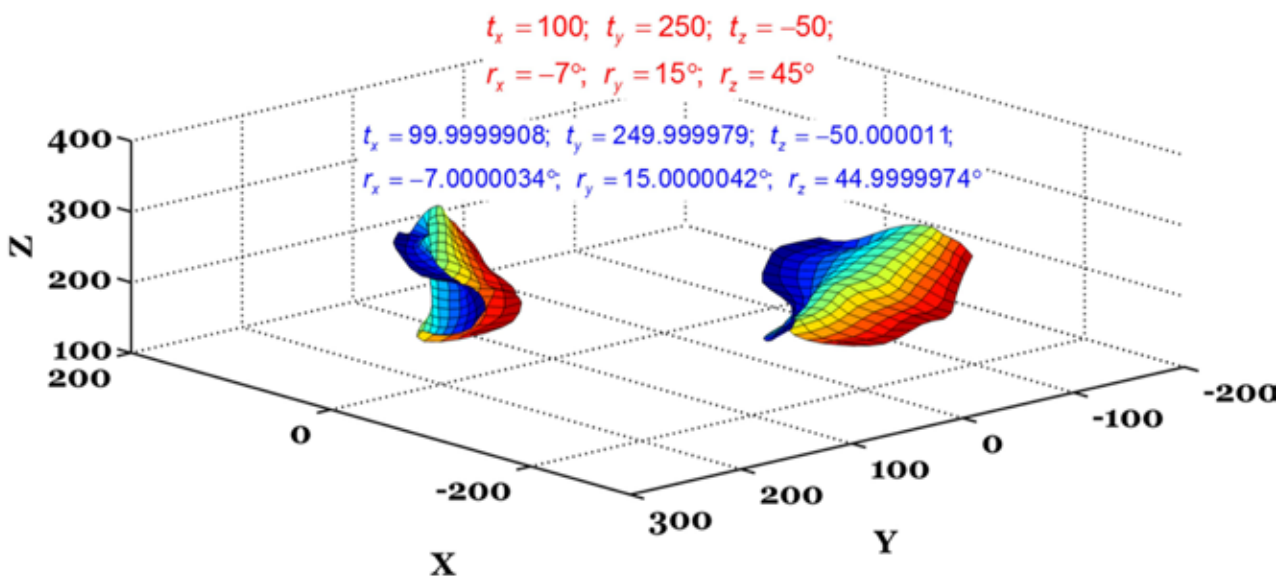 t_x = 100; t_y = 250; t_z = –50;
r_x = –7°; r_y = 15°; r_z = 45°
t_x = 99.9999908; t_y = 249.999979; t_z = –50.000011;
r_x = –7.0000034°; r_y = 15.0000042°; r_z = 44.9999974°
400
300
Z
200
100
200
0
-200
X
300
200
100
0
-100
-200
Y